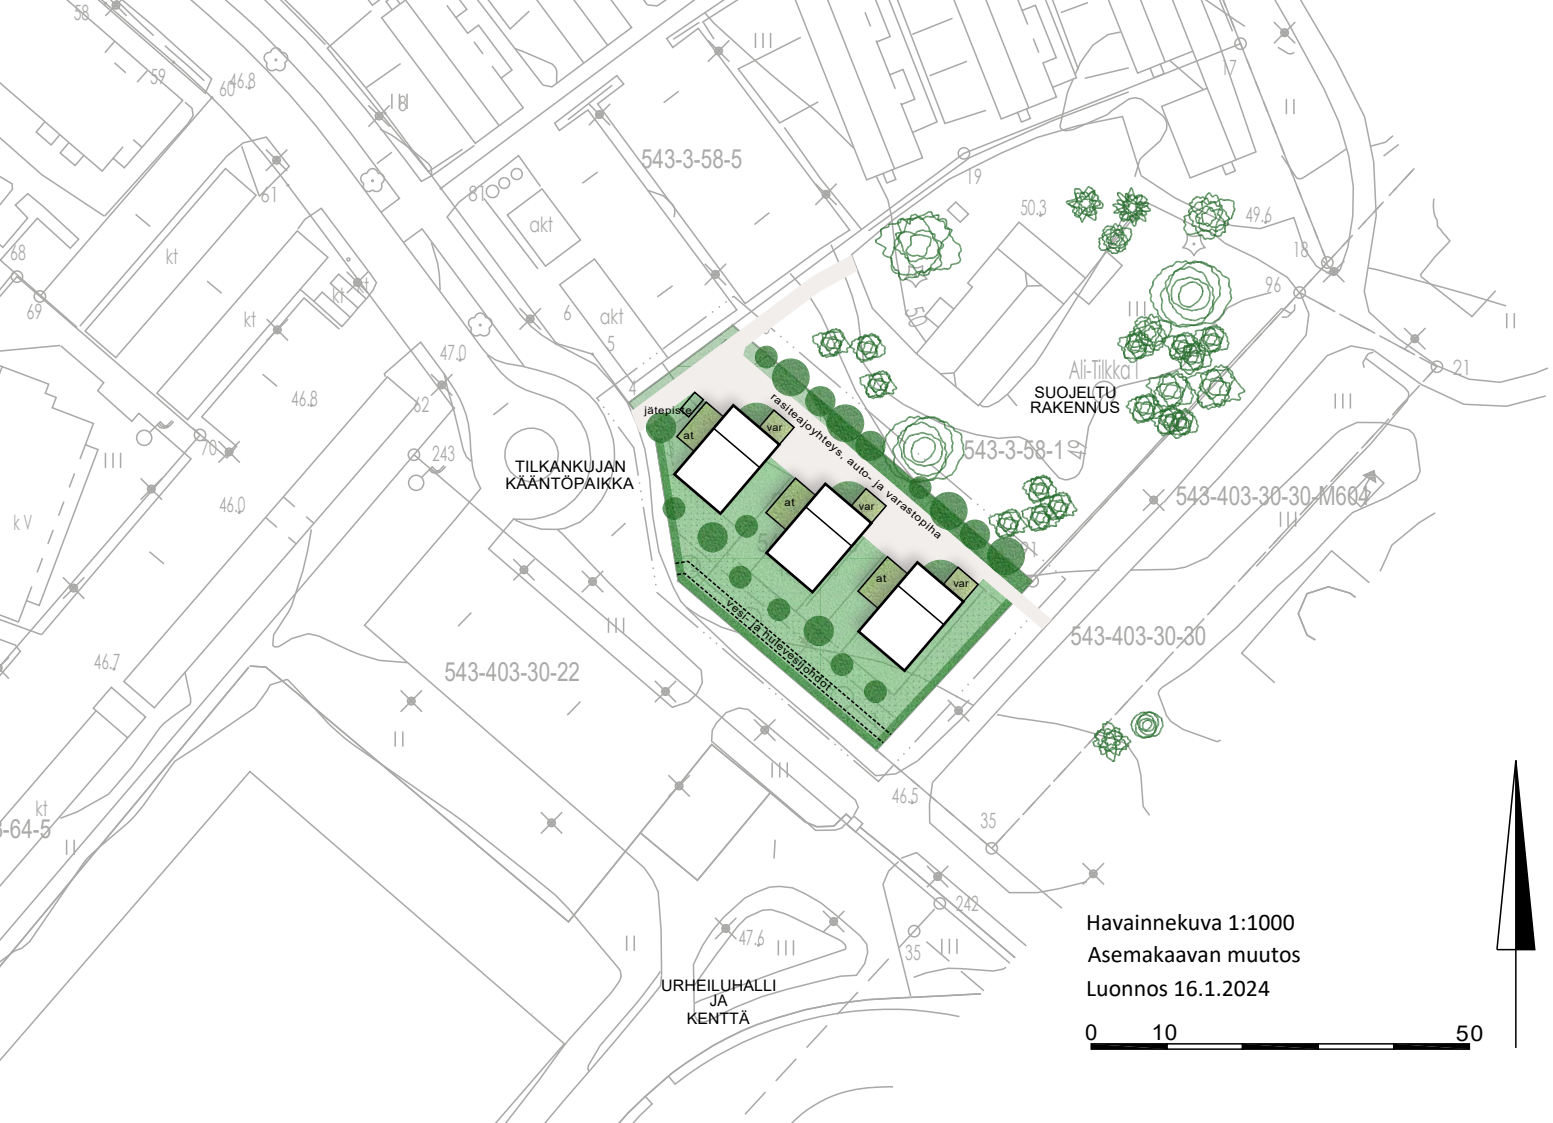 58
59
60
46.8
III
8
III
543-3-58-5
17
II
61
81
akt
19
50.3
49.6
18
68
kt
kt
kt
69
6
akt
5
96
III
II
47.0
4
62
46.8
21
Ali-Tilkka
SUOJELTU
RAKENNUS
III
jätepiste
at
var
rasiteajoyhteys, auto- ja varastopiha
543-3-58-1
49
70
243
III
TILKANKUJAN
KÄÄNTÖPAIKKA
46.0
k V
at
var
543-403-30-30-M604
III
at
var
vesi- ja hulevesijohdot
III
543-403-30-30
46.7
543-403-30-22
II
III
46.5
kt
3-64-5
II
35
I
242
47.6
III
35
III
II
URHEILUHALLI
JA
KENTTÄ
Havainnekuva 1:1000
Asemakaavan muutos
Luonnos 16.1.2024
0 10 50